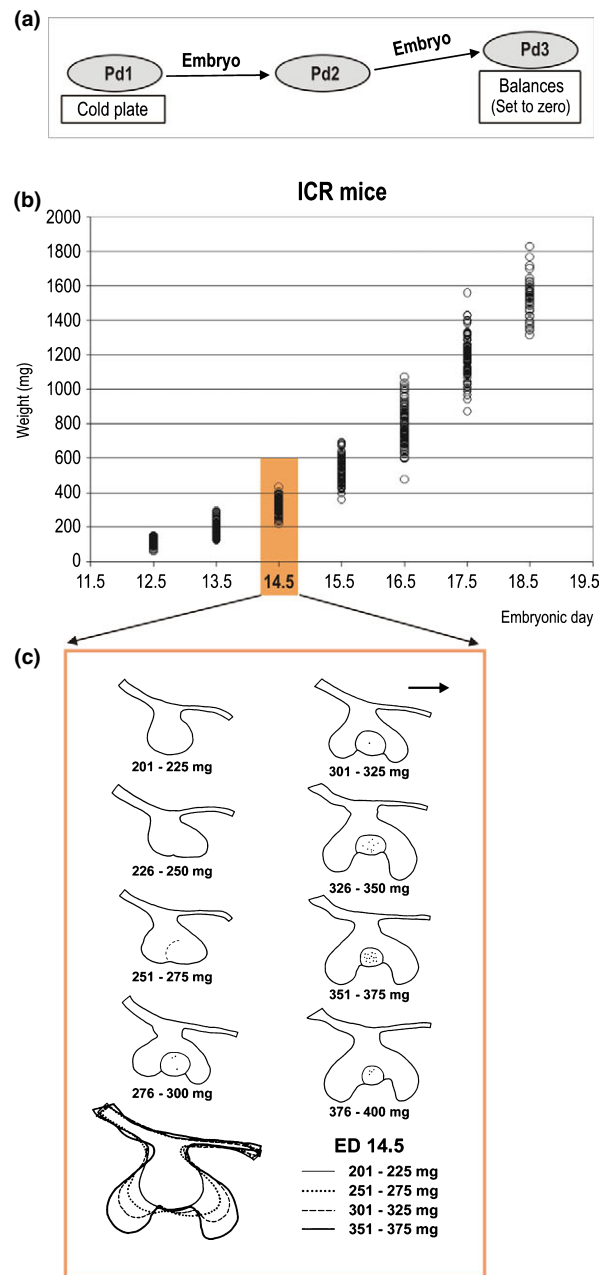 (a)
Pd1
Embryo
Pd2
Embryo
Pd3
Cold plate
Balances
(Set to zero)
ICR mice
(b)
2000
1800
1600
1400
1200
1000
800
600
400
200
0
Weight (mg)
11.5 12.5 13.5 14.5 15.5 16.5 17.5 18.5 19.5
Embryonic day
(c)
201 - 225 mg
226 - 250 mg
251 - 275 mg
276 - 300 mg
301 - 325 mg
326 - 350 mg
351 - 375 mg
376 - 400 mg
ED 14.5
201 - 225 mg
251 - 275 mg
301 - 325 mg
351 - 375 mg